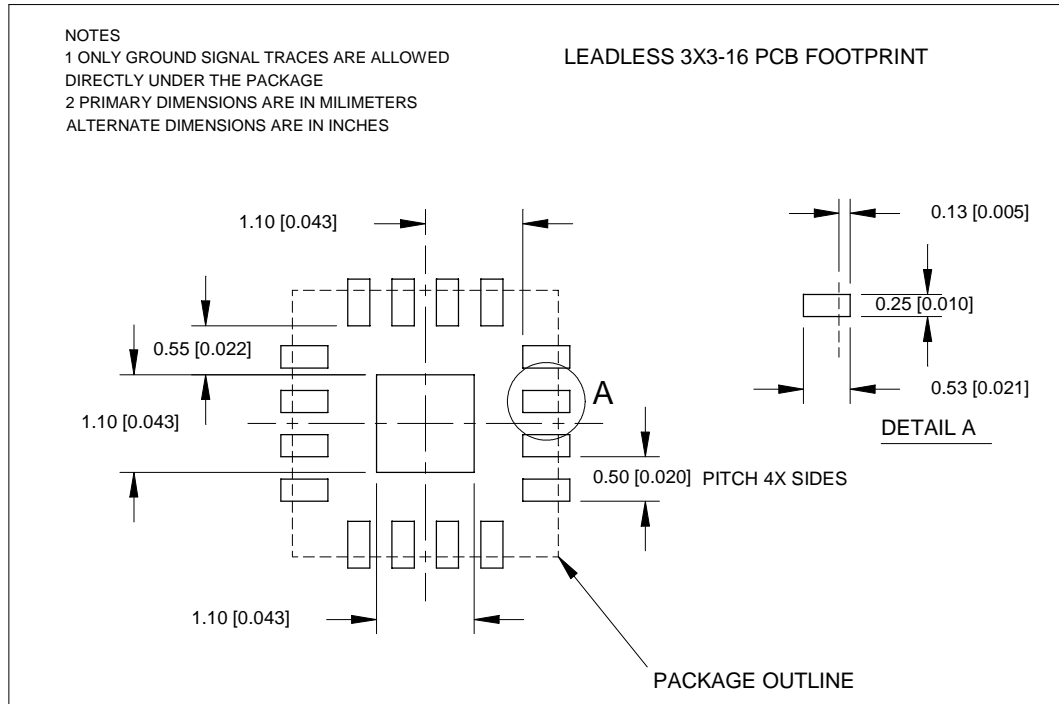 NOTES
1 ONLY GROUND SIGNAL TRACES ARE ALLOWED
DIRECTLY UNDER THE PACKAGE
2 PRIMARY DIMENSIONS ARE IN MILIMETERS
ALTERNATE DIMENSIONS ARE IN INCHES
LEADLESS 3X3-16 PCB FOOTPRINT
1.10 [0.043]
0.13 [0.005]
0.25 [0.010]
0.55 [0.022]
0.53 [0.021]
A
1.10 [0.043]
DETAIL A
0.50 [0.020] PITCH 4X SIDES
1.10 [0.043]
PACKAGE OUTLINE